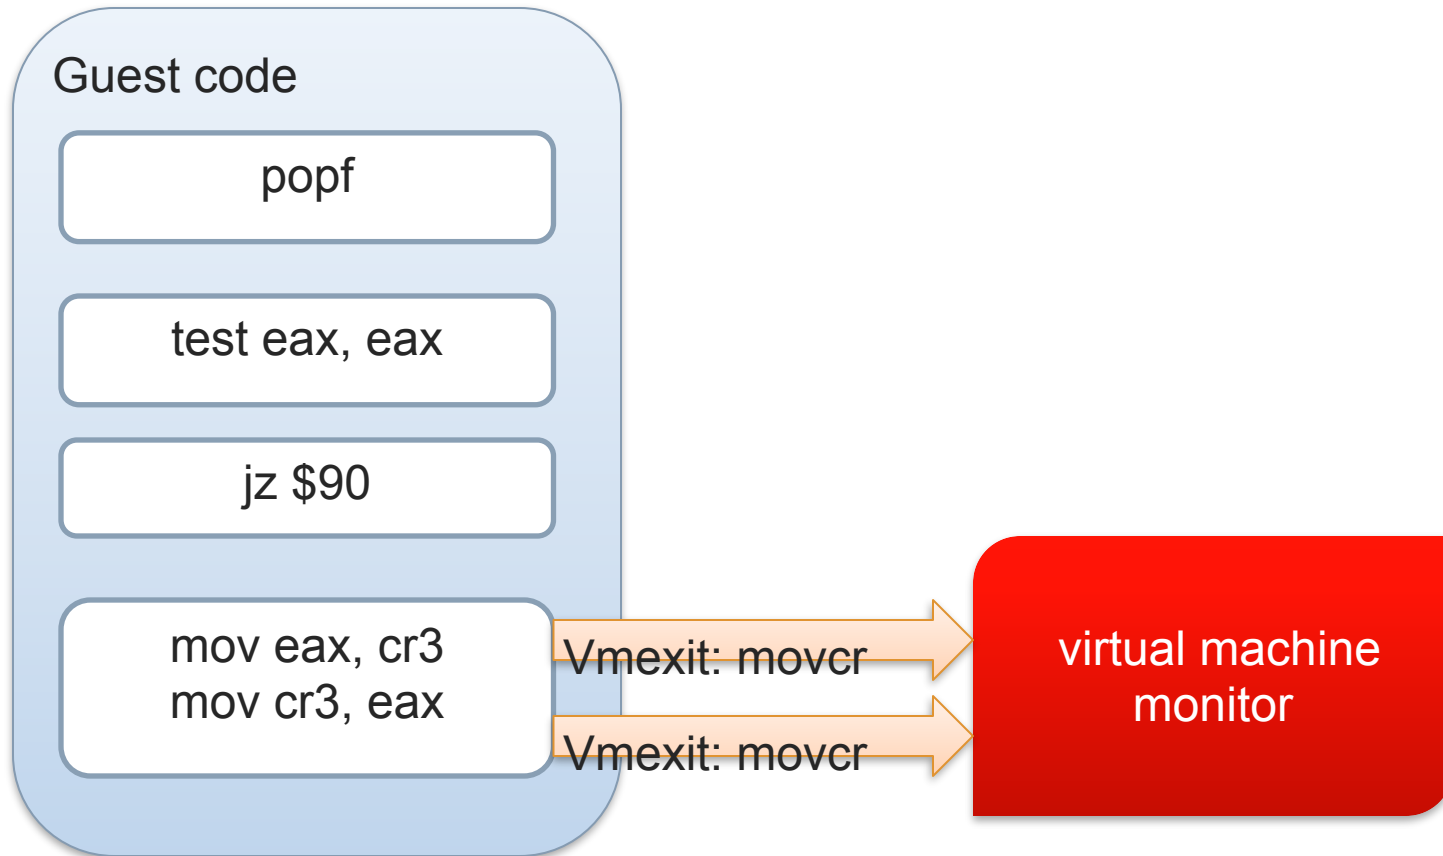 Guest code
popf
test eax, eax
jz $90
mov eax, cr3
mov cr3, eax
Vmexit: movcr
Vmexit: movcr
virtual machine
monitor